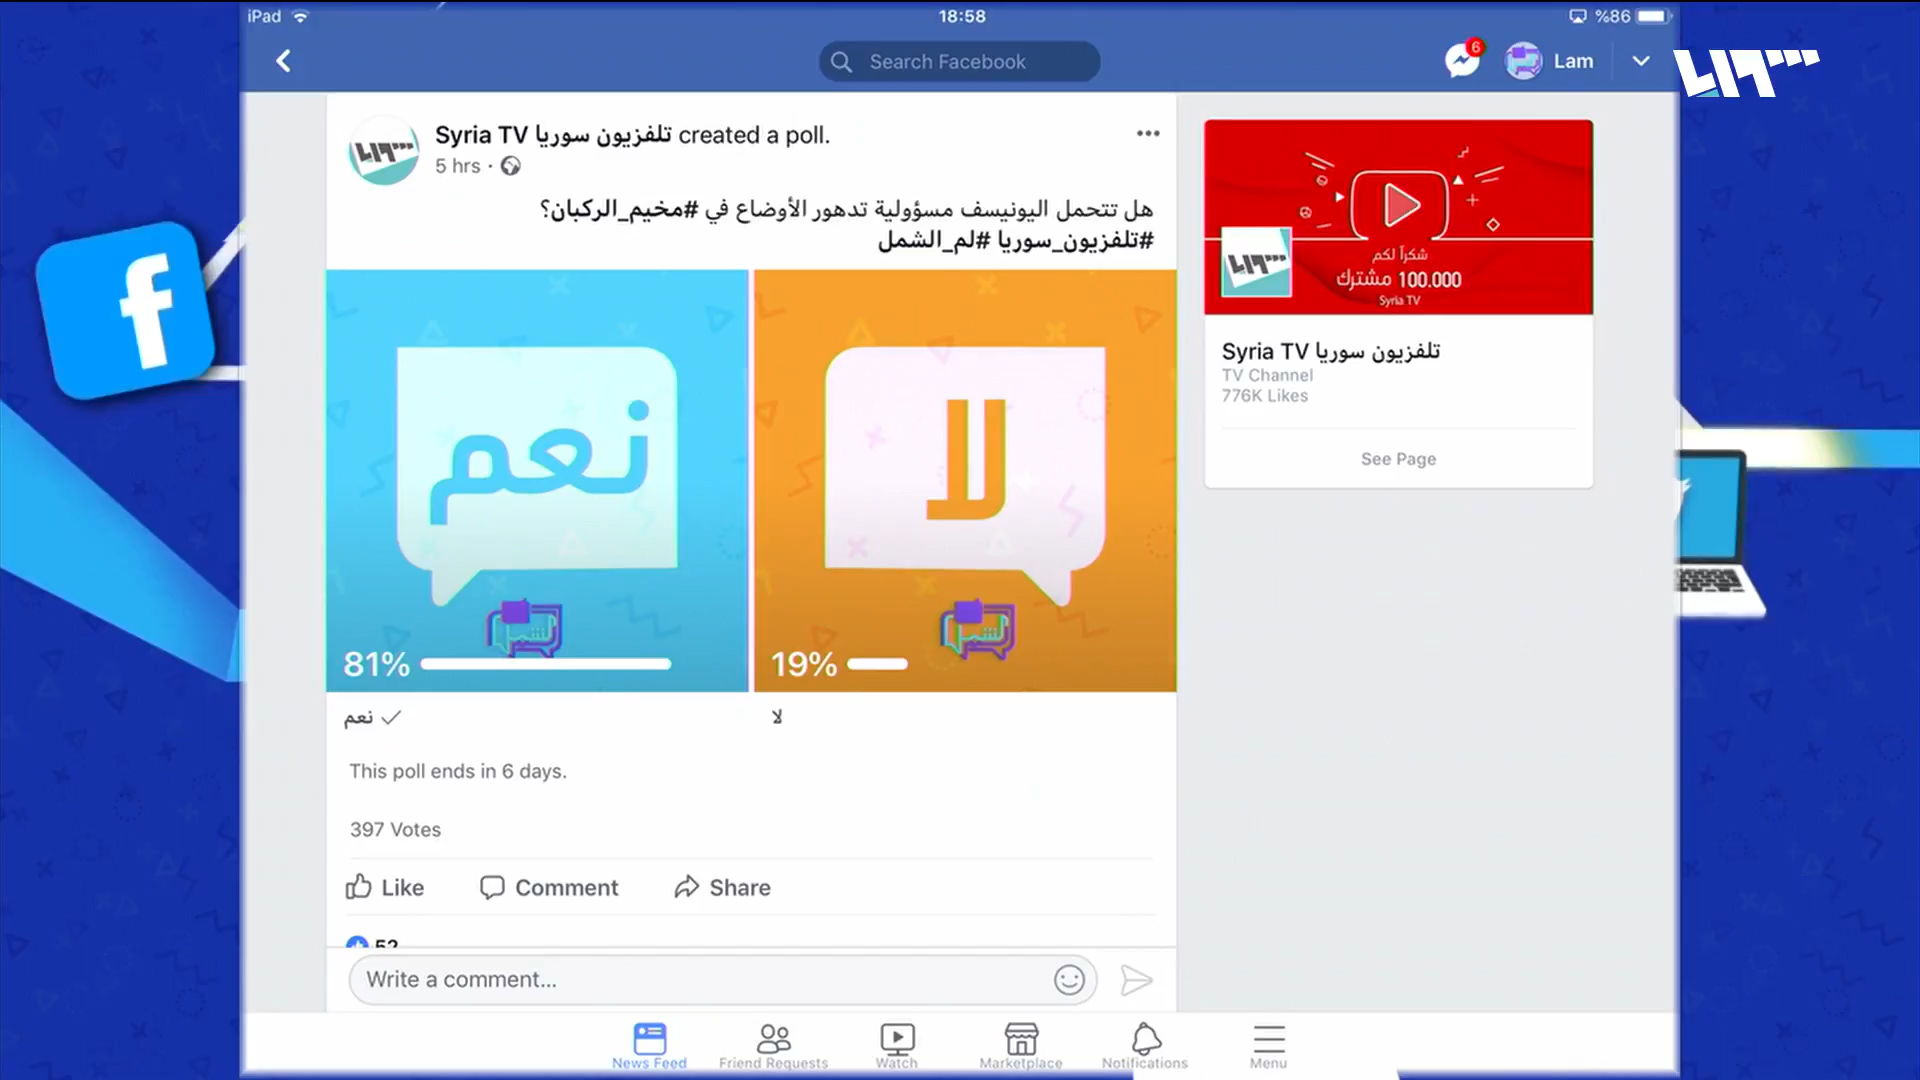 iPad
18:58
%86
Search Facebook
6
Lam
Syria TV تلفزيون سوريا created a poll.
5 hrs ·
هل تتحمل اليونيسف مسؤولية تدهور الأوضاع في #مخيم_الركبان؟
#تلفزيون_سوريا #لم_الشمل
نعم
لا
81%
19%
نعم
لا
This poll ends in 6 days.
397 Votes
Like
Comment
Share
52
Write a comment...
شكراً لكم
100.000 مشترك
Syria TV
Syria TV تلفزيون سوريا
TV Channel
776K Likes
See Page
News Feed
Friend Requests
Watch
Marketplace
Notifications
Menu